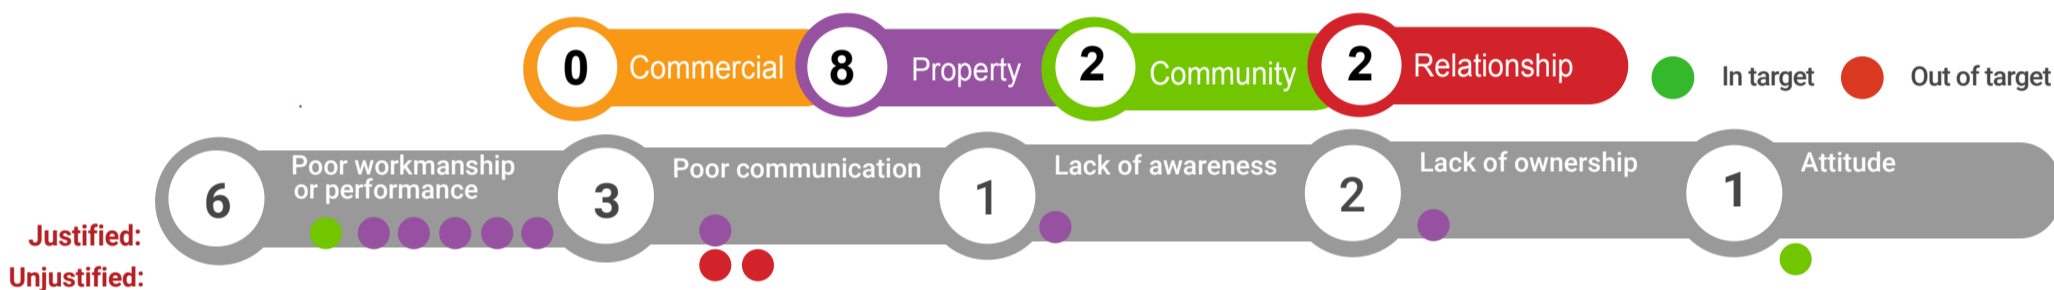 0 Commercial 8 Property 2 Community 2 Relationship In target Out of target
6 Poor workmanship or performance 3 Poor communication 1 Lack of awareness 2 Lack of ownership 1 Attitude
Justified:
Unjustified: